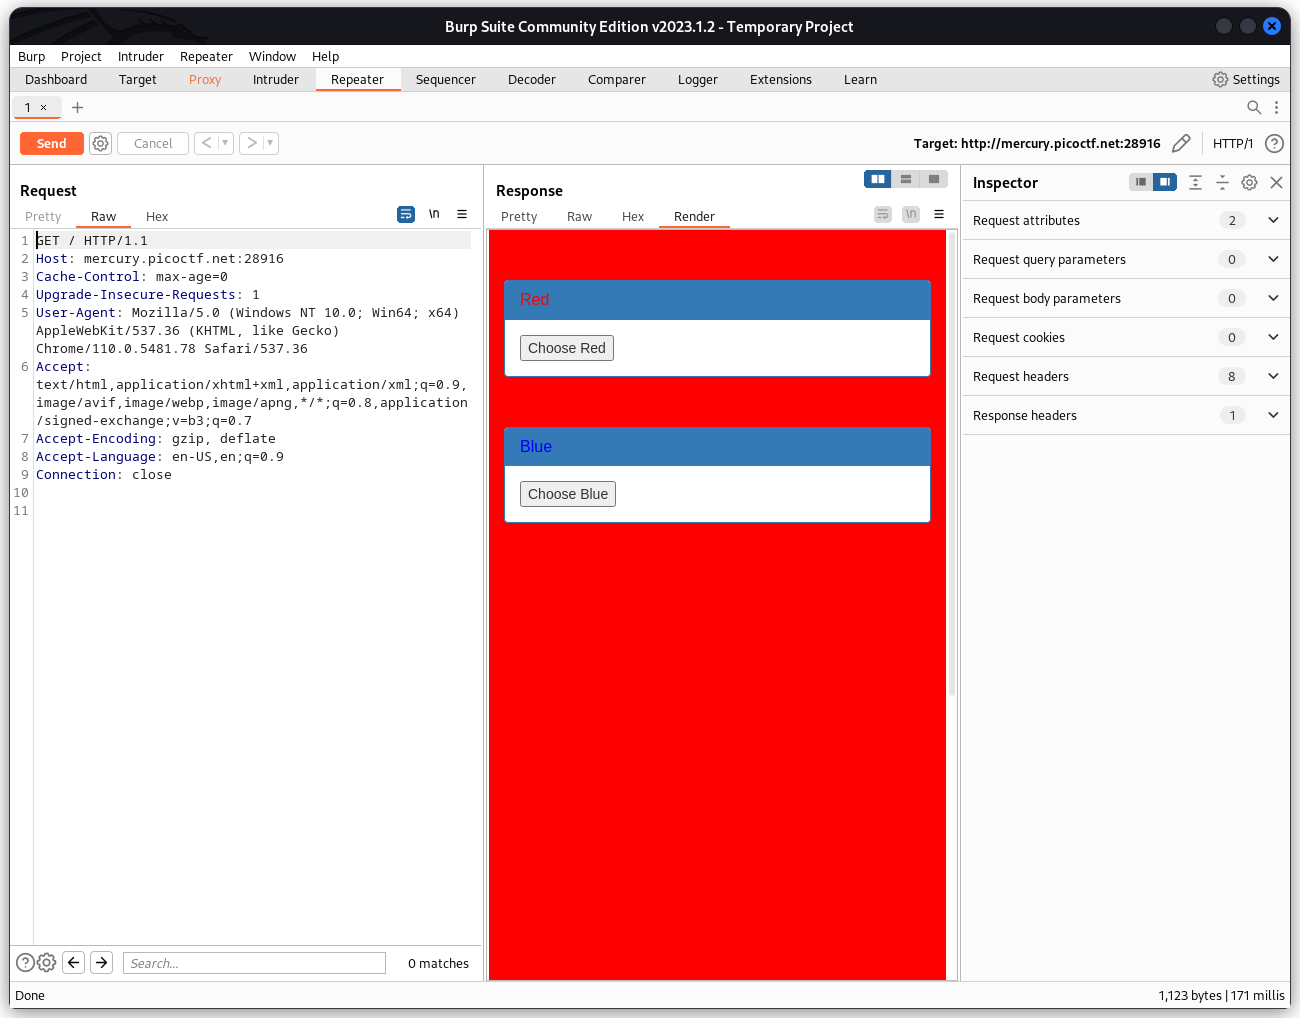 Burp Suite Community Edition v2023.1.2 - Temporary Project
Burp Project Intruder Repeater Window Help
Dashboard Target Proxy Intruder Repeater Sequencer Decoder Comparer Logger Extensions Learn Settings
1 × +
Send Cancel < > Target: http://mercury.picoctf.net:28916 HTTP/1 ?
Request
Pretty Raw Hex \n
1 GET / HTTP/1.1
2 Host: mercury.picoctf.net:28916
3 Cache-Control: max-age=0
4 Upgrade-Insecure-Requests: 1
5 User-Agent: Mozilla/5.0 (Windows NT 10.0; Win64; x64)
AppleWebKit/537.36 (KHTML, like Gecko)
Chrome/110.0.5481.78 Safari/537.36
6 Accept:
text/html,application/xhtml+xml,application/xml;q=0.9,
image/avif,image/webp,image/apng,*/*;q=0.8,application
/signed-exchange;v=b3;q=0.7
7 Accept-Encoding: gzip, deflate
8 Accept-Language: en-US,en;q=0.9
9 Connection: close
10
11
? Search... 0 matches
Response
Pretty Raw Hex Render \n
Red
Choose Red
Blue
Choose Blue
Inspector
Request attributes 2
Request query parameters 0
Request body parameters 0
Request cookies 0
Request headers 8
Response headers 1
Done 1,123 bytes | 171 millis